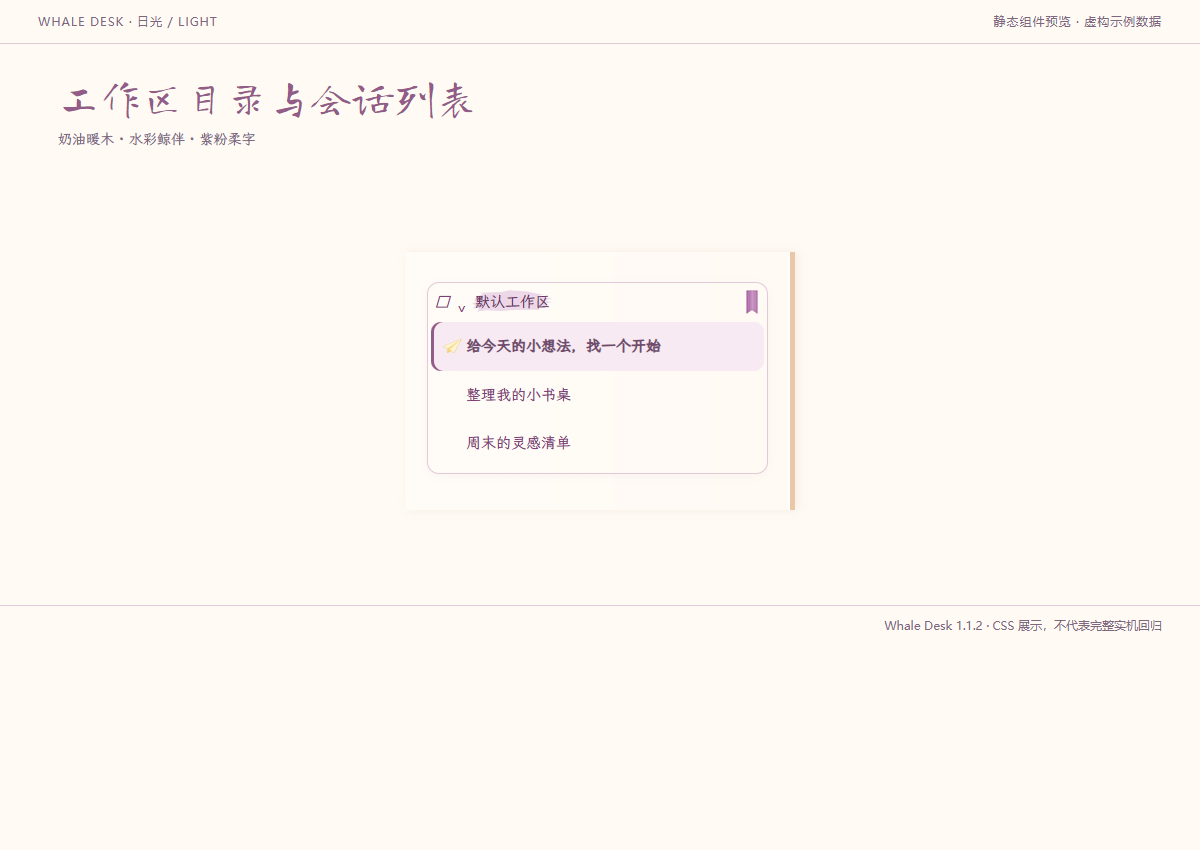 WHALE DESK · 日光 / LIGHT
静态组件预览 · 虚构示例数据
工作区目录与会话列表
奶油暖木 · 水彩鲸伴 · 紫粉柔字
默认工作区
给今天的小想法，找一个开始
整理我的小书桌
周末的灵感清单
Whale Desk 1.1.2 · CSS 展示，不代表完整实机回归